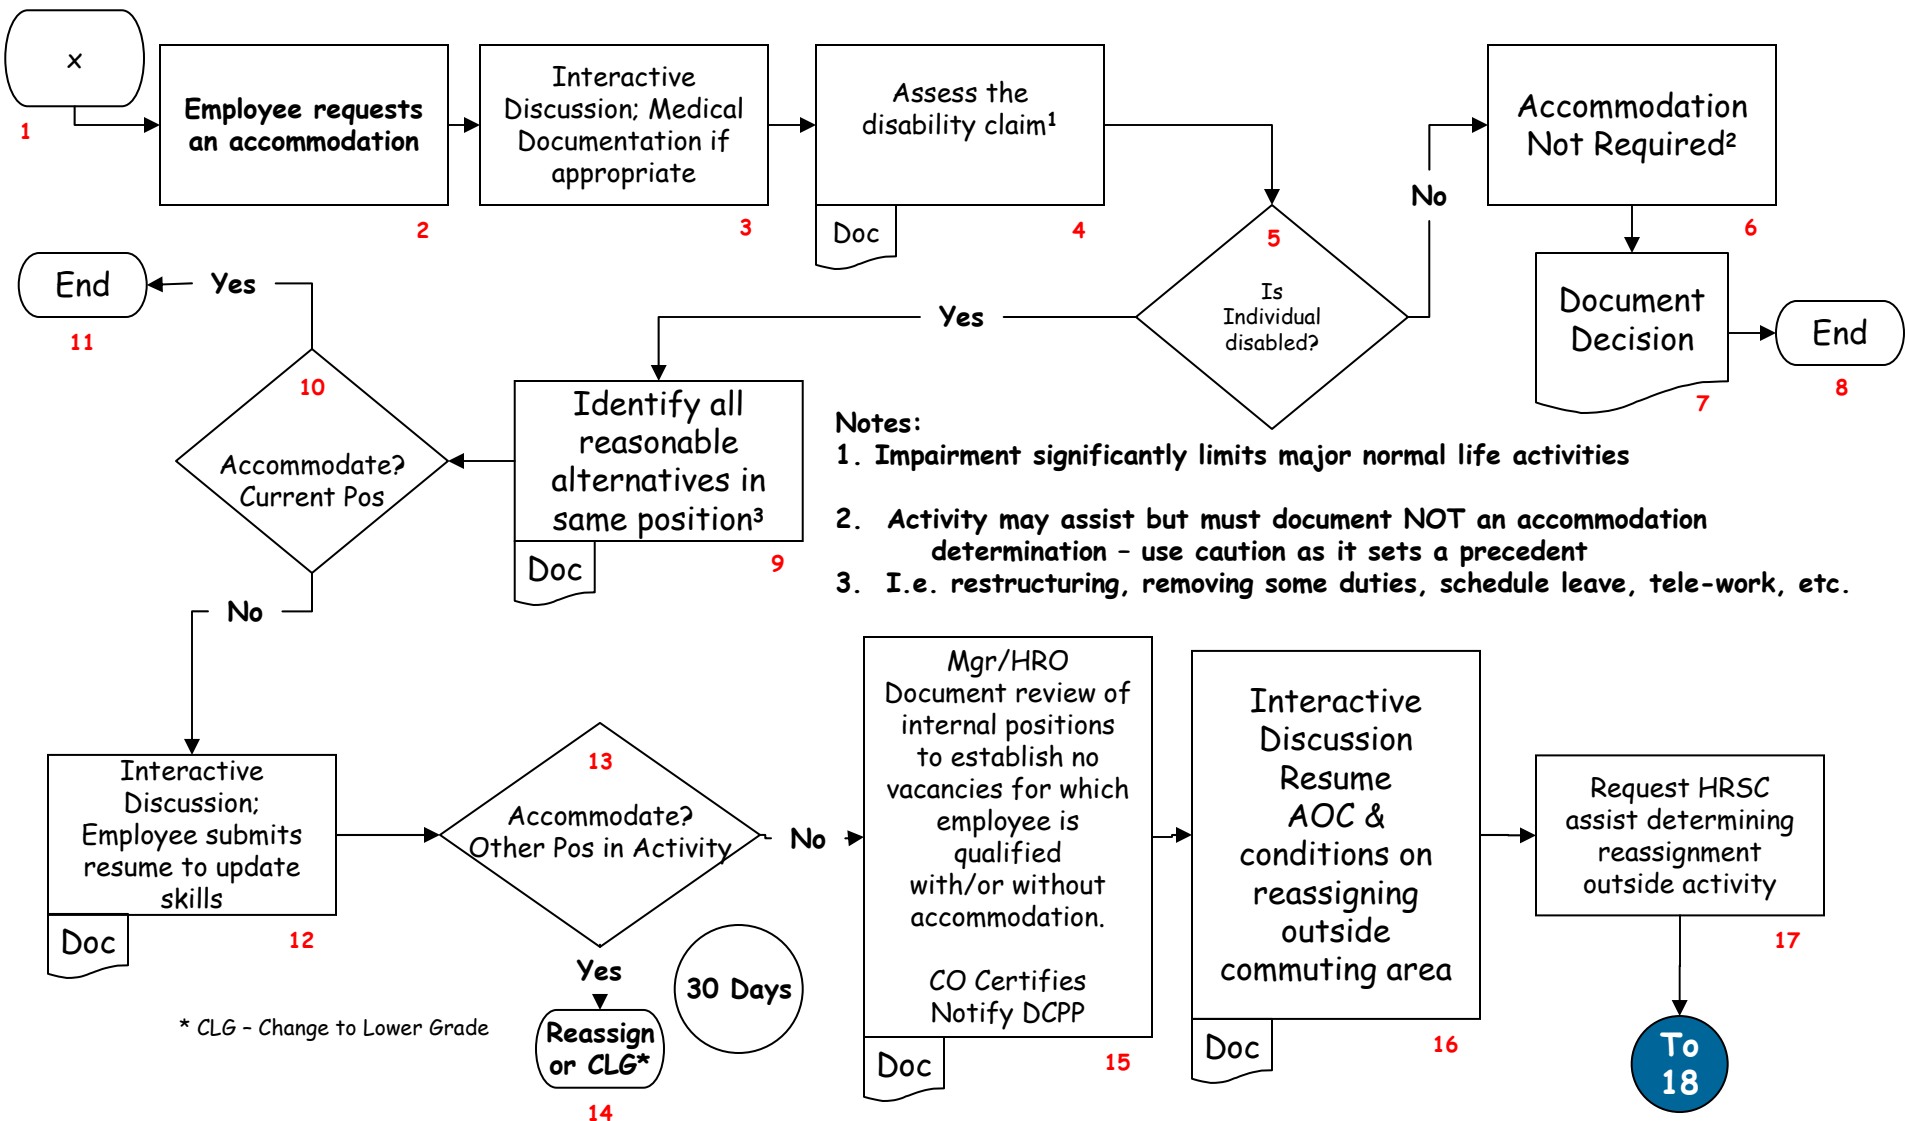 x
1
Employee requests
an accommodation
2
Interactive
Discussion; Medical
Documentation if
appropriate
3
Assess the
disability claim¹
Doc
4
5
Is
Individual
disabled?
No
Accommodation
Not Required²
6
Document
Decision
7
End
8
Yes
Identify all
reasonable
alternatives in
same position³
Doc
9
10
Accommodate?
Current Pos
Yes
End
11
No
Notes:
1. Impairment significantly limits major normal life activities
2. Activity may assist but must document NOT an accommodation
determination – use caution as it sets a precedent
3. I.e. restructuring, removing some duties, schedule leave, tele-work, etc.
Interactive
Discussion;
Employee submits
resume to update
skills
Doc
12
13
Accommodate?
Other Pos in Activity
Yes
Reassign
or CLG*
14
30 Days
* CLG – Change to Lower Grade
No
Mgr/HRO
Document review of
internal positions
to establish no
vacancies for which
employee is
qualified
with/or without
accommodation.
CO Certifies
Notify DCPP
Doc
15
Interactive
Discussion
Resume
AOC &
conditions on
reassigning
outside
commuting area
Doc
16
Request HRSC
assist determining
reassignment
outside activity
17
To
18